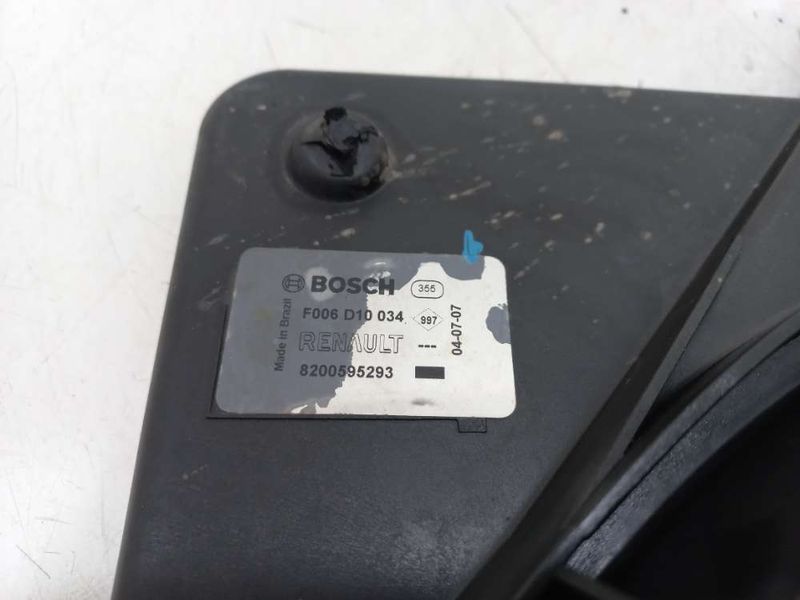 BOSCH 355
F006 D10 034 997
RENAULT ---
8200595293
Made in Brazil
04-07-07